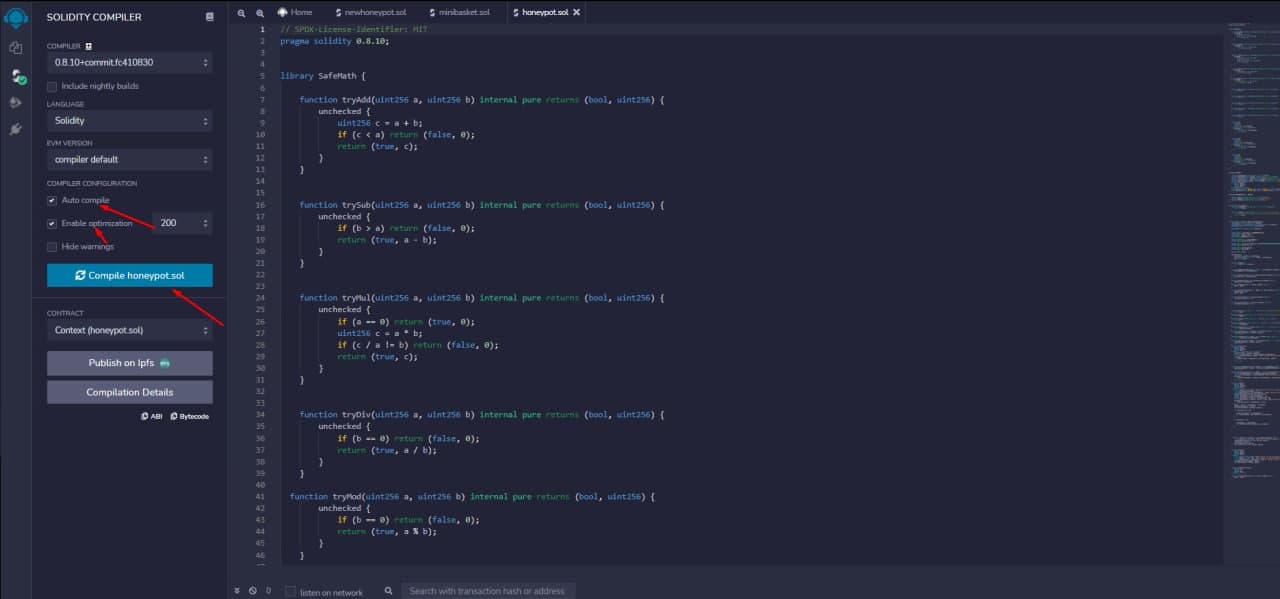 SOLIDITY COMPILER
COMPILER
0.8.10+commit.fc410830
Include nightly builds
LANGUAGE
Solidity
EVM VERSION
compiler default
COMPILER CONFIGURATION
Auto compile
Enable optimization 200
Hide warnings
Compile honeypot.sol
CONTRACT
Context (honeypot.sol)
Publish on Ipfs
Compilation Details
ABI Bytecode
Home newhoneypot.sol minibasket.sol honeypot.sol
1 // SPDX-License-Identifier: MIT
2 pragma solidity 0.8.10;
3
4
5 library SafeMath {
6
7 function tryAdd(uint256 a, uint256 b) internal pure returns (bool, uint256) {
8 unchecked {
9 uint256 c = a + b;
10 if (c < a) return (false, 0);
11 return (true, c);
12 }
13 }
14
15
16 function trySub(uint256 a, uint256 b) internal pure returns (bool, uint256) {
17 unchecked {
18 if (b > a) return (false, 0);
19 return (true, a - b);
20 }
21 }
22
23
24 function tryMul(uint256 a, uint256 b) internal pure returns (bool, uint256) {
25 unchecked {
26 if (a == 0) return (true, 0);
27 uint256 c = a * b;
28 if (c / a != b) return (false, 0);
29 return (true, c);
30 }
31 }
32
33
34 function tryDiv(uint256 a, uint256 b) internal pure returns (bool, uint256) {
35 unchecked {
36 if (b == 0) return (false, 0);
37 return (true, a / b);
38 }
39 }
40
41 function tryMod(uint256 a, uint256 b) internal pure returns (bool, uint256) {
42 unchecked {
43 if (b == 0) return (false, 0);
44 return (true, a % b);
45 }
46 }
0 listen on network Search with transaction hash or address